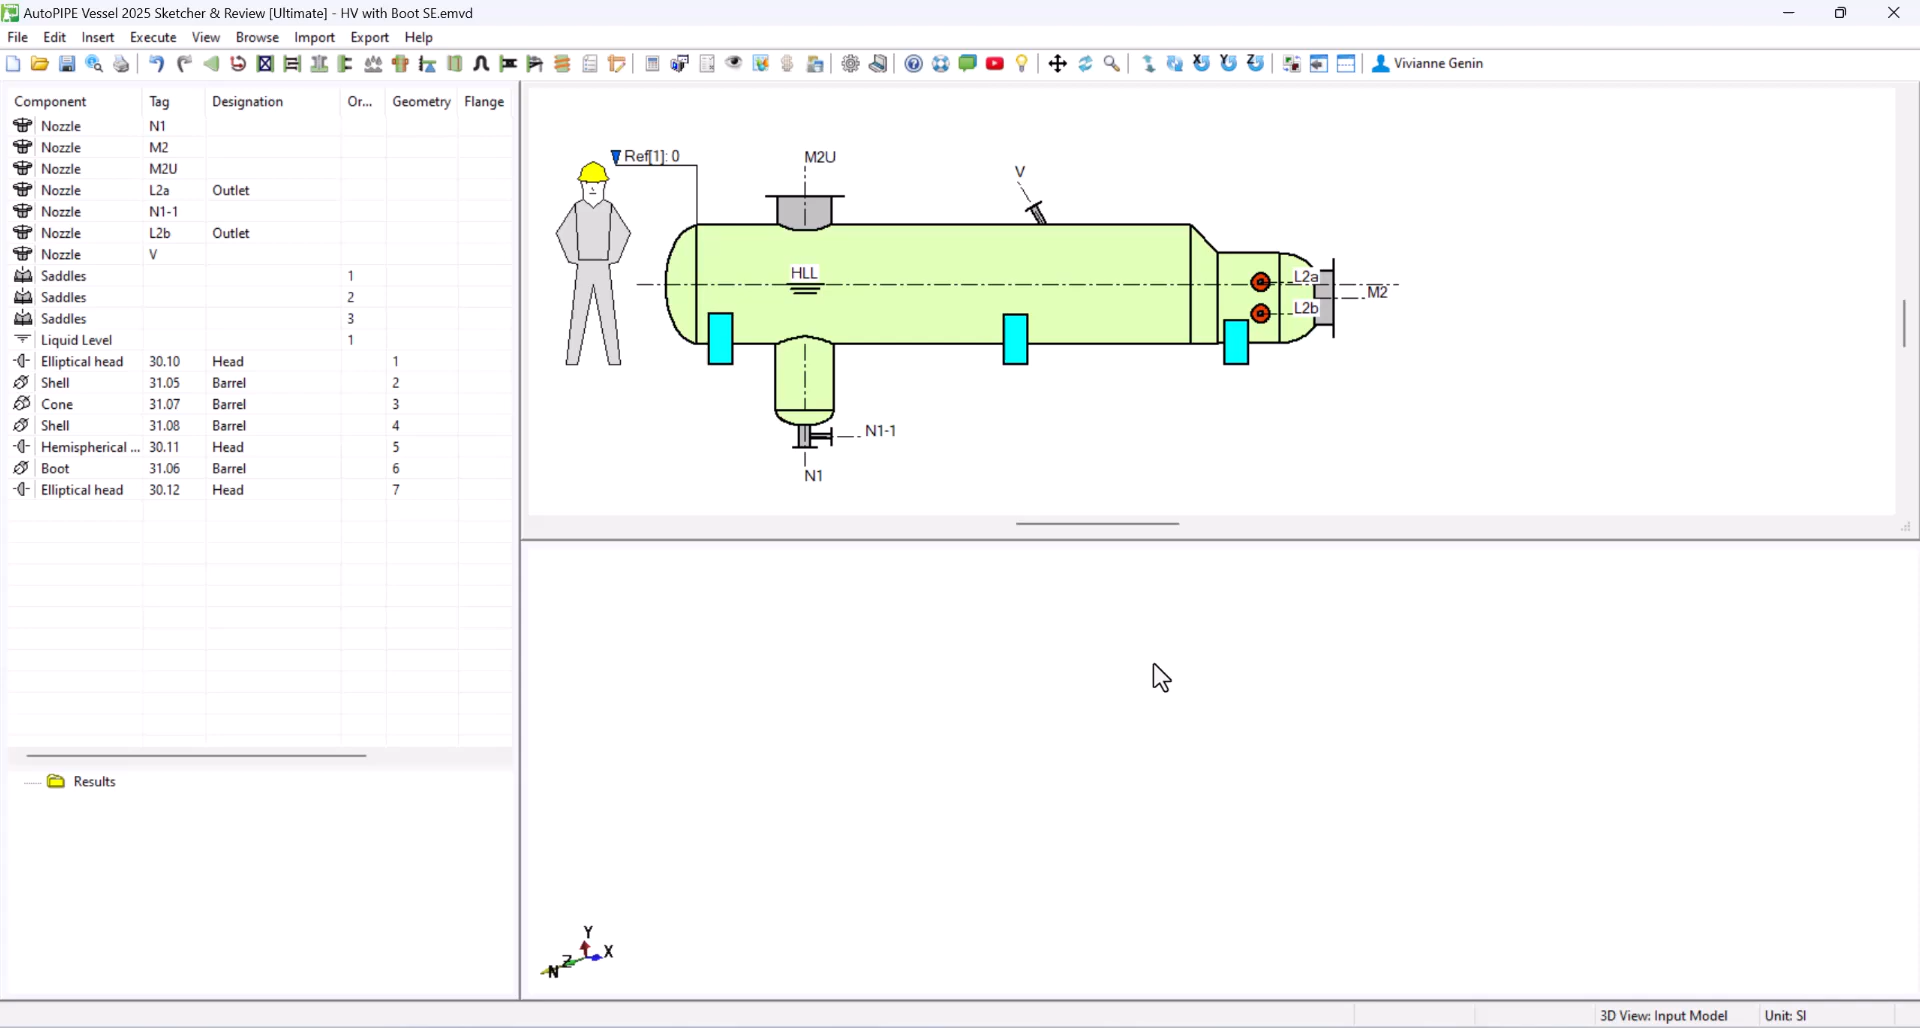 AutoPIPE Vessel 2025 Sketcher & Review [Ultimate] - HV with Boot SE.emvd
File Edit Insert Execute View Browse Import Export Help
Vivianne Genin
Component Tag Designation Or... Geometry Flange
Nozzle N1
Nozzle M2
Nozzle M2U
Nozzle L2a Outlet
Nozzle N1-1
Nozzle L2b Outlet
Nozzle V
Saddles 1
Saddles 2
Saddles 3
Liquid Level 1
Elliptical head 30.10 Head 1
Shell 31.05 Barrel 2
Cone 31.07 Barrel 3
Shell 31.08 Barrel 4
Hemispherical ... 30.11 Head 5
Boot 31.06 Barrel 6
Elliptical head 30.12 Head 7
Results
Ref[1]: 0
M2U
V
HLL
L2a
M2
L2b
N1-1
N1
Y
X
Z
N
3D View: Input Model Unit: SI